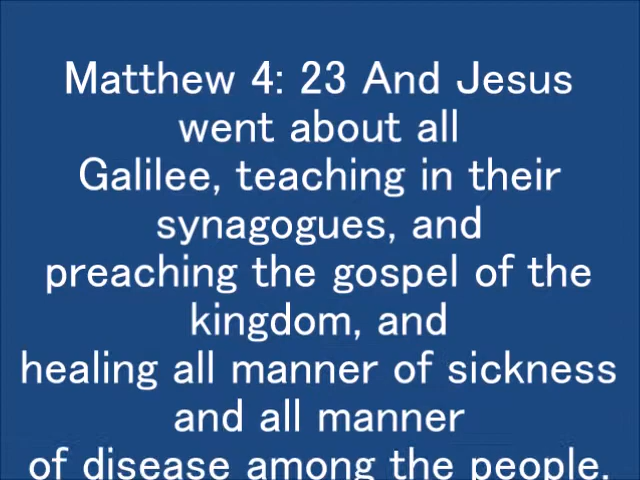 Matthew 4: 23 And Jesus
went about all
Galilee, teaching in their
synagogues, and
preaching the gospel of the
kingdom, and
healing all manner of sickness
and all manner
of disease among the people.